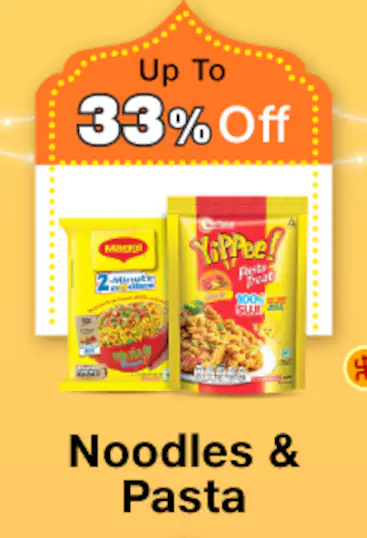 Up To
33% Off
Maggi
2-Minute
Noodles
YiPPee!
Pasta
Treat
100%
SUJI
Noodles &
Pasta